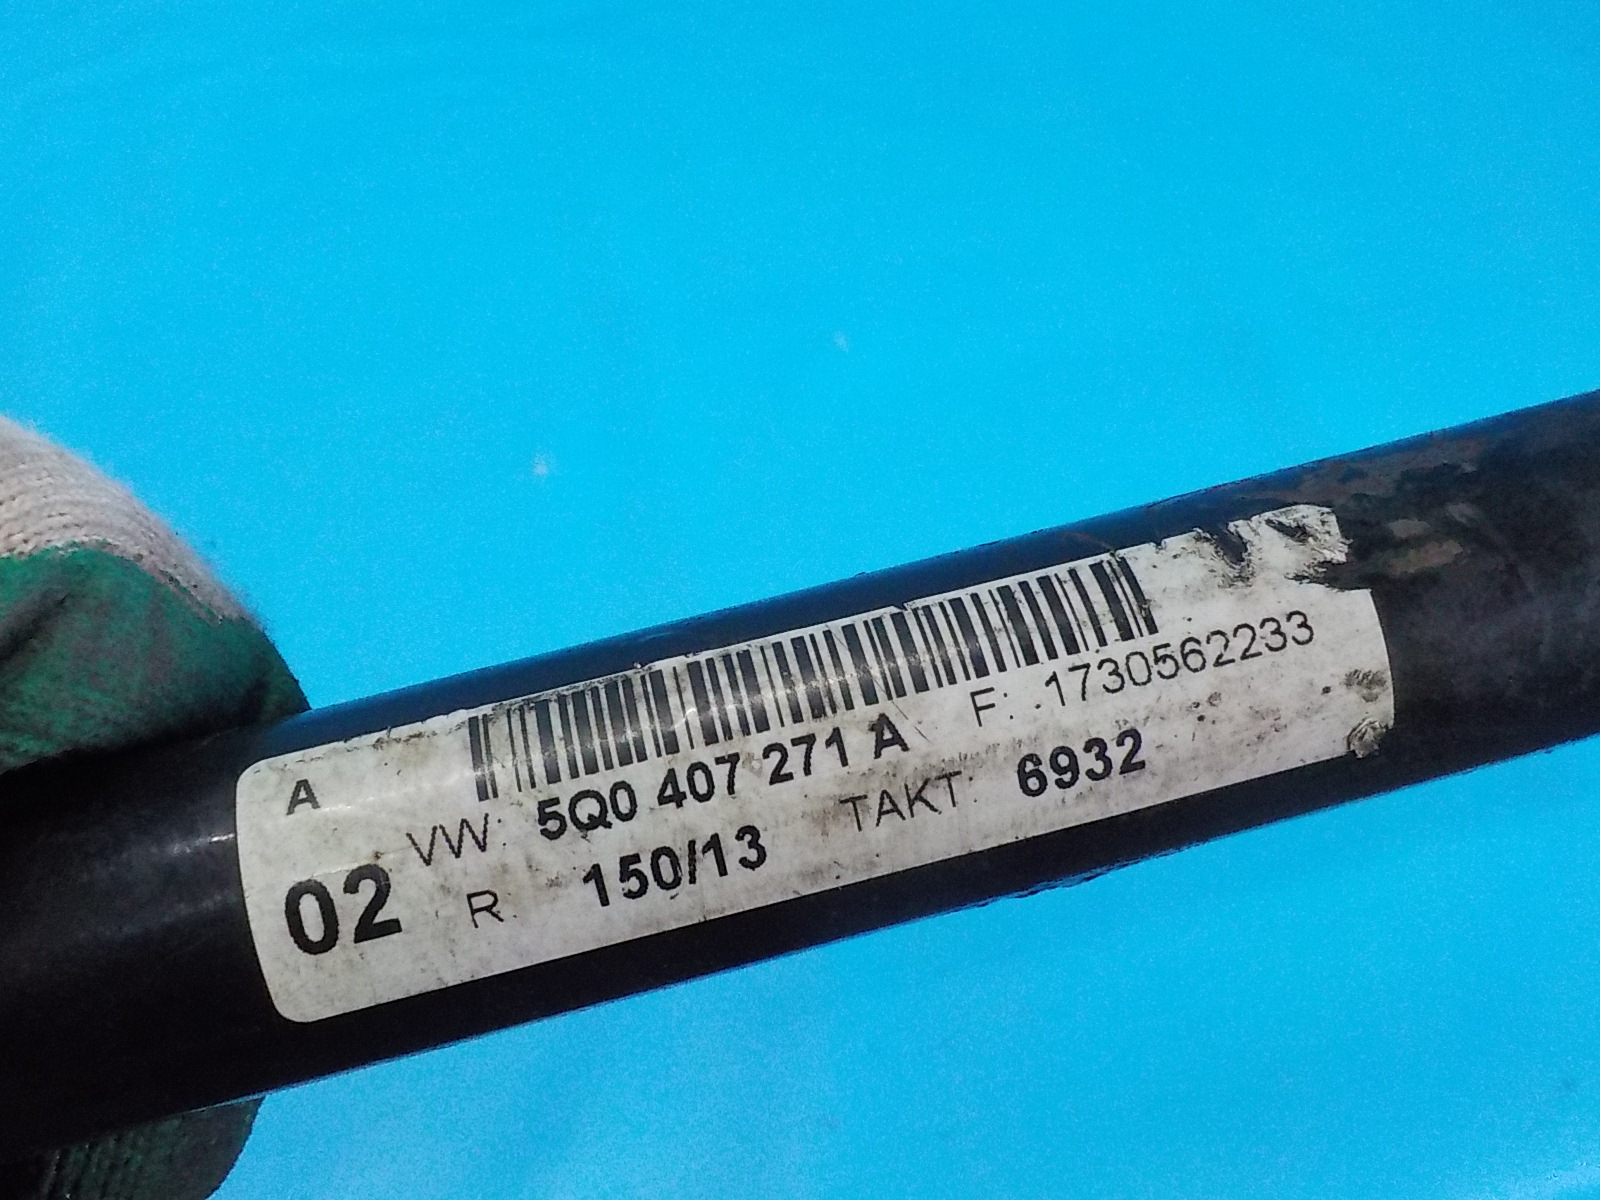 A
F: 1730562233
VW: 5Q0 407 271 A
TAKT: 6932
02
R: 150/13